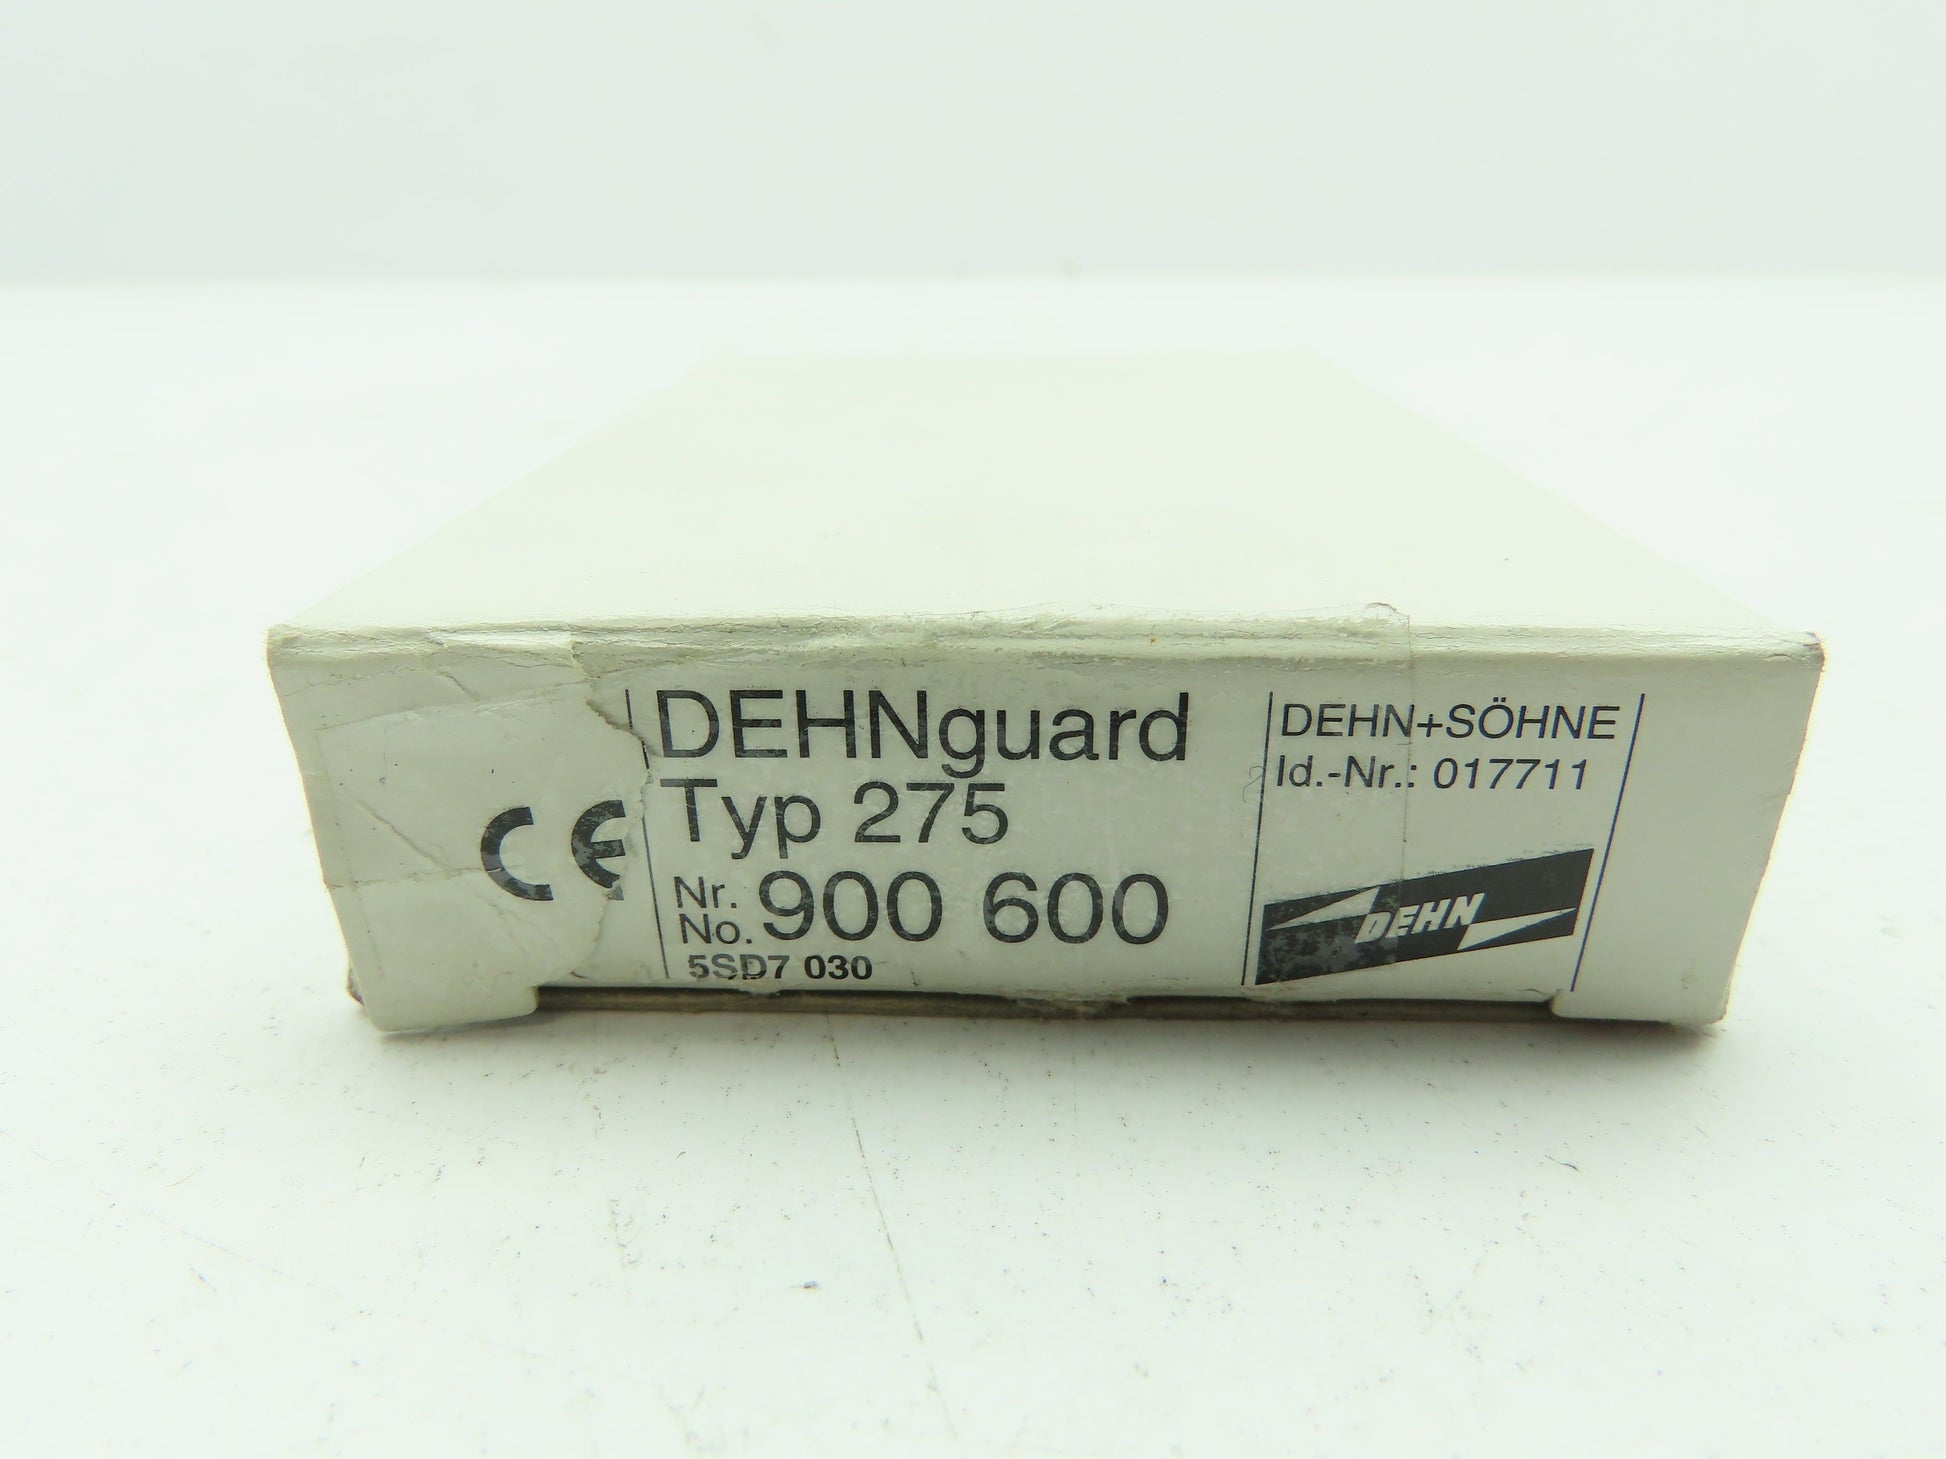 CE
DEHNguard
Typ 275
Nr.
No. 900 600
5SD7 030
DEHN+SÖHNE
Id.-Nr.: 017711
DEHN